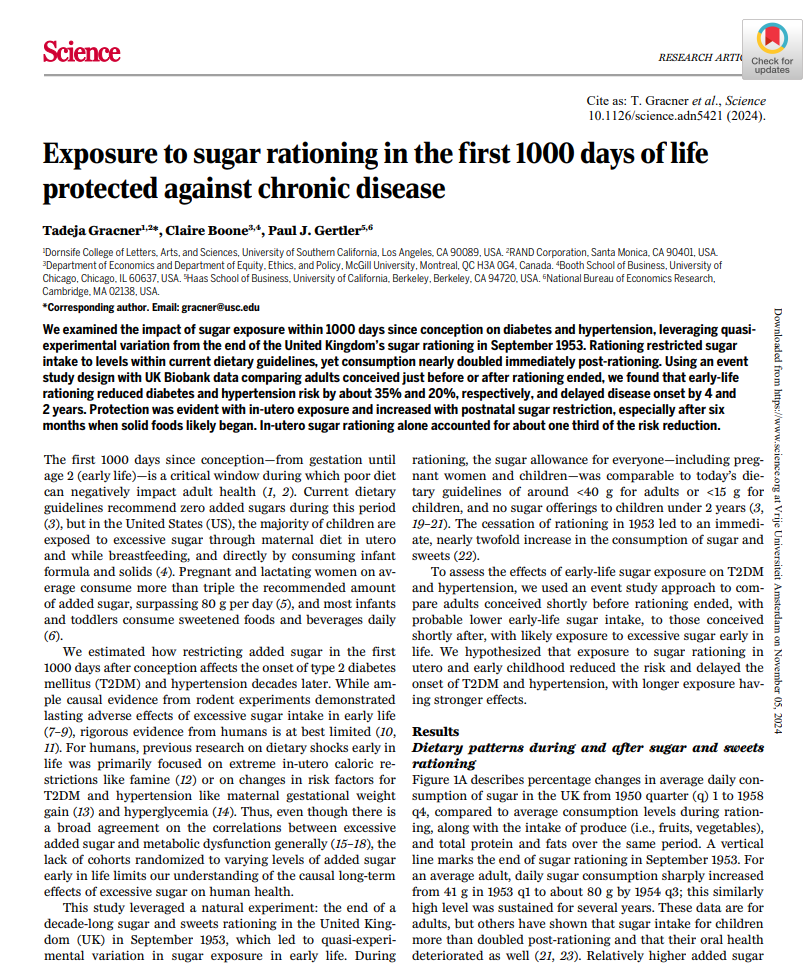 Science
RESEARCH ARTIC
Check for
updates
Cite as: T. Gracner et al., Science
10.1126/science.adn5421 (2024).
Exposure to sugar rationing in the first 1000 days of life
protected against chronic disease
Tadeja Gracner1,2*, Claire Boone3,4, Paul J. Gertler5,6
1Dornsife College of Letters, Arts, and Sciences, University of Southern California, Los Angeles, CA 90089, USA. 2RAND Corporation, Santa Monica, CA 90401, USA.
3Department of Economics and Department of Equity, Ethics, and Policy, McGill University, Montreal, QC H3A 0G4, Canada. 4Booth School of Business, University of
Chicago, Chicago, IL 60637, USA. 5Haas School of Business, University of California, Berkeley, Berkeley, CA 94720, USA. 6National Bureau of Economics Research,
Cambridge, MA 02138, USA.
*Corresponding author. Email: gracner@usc.edu
We examined the impact of sugar exposure within 1000 days since conception on diabetes and hypertension, leveraging quasi-
experimental variation from the end of the United Kingdom's sugar rationing in September 1953. Rationing restricted sugar
intake to levels within current dietary guidelines, yet consumption nearly doubled immediately post-rationing. Using an event
study design with UK Biobank data comparing adults conceived just before or after rationing ended, we found that early-life
rationing reduced diabetes and hypertension risk by about 35% and 20%, respectively, and delayed disease onset by 4 and
2 years. Protection was evident with in-utero exposure and increased with postnatal sugar restriction, especially after six
months when solid foods likely began. In-utero sugar rationing alone accounted for about one third of the risk reduction.
The first 1000 days since conception—from gestation until
age 2 (early life)—is a critical window during which poor diet
can negatively impact adult health (1, 2). Current dietary
guidelines recommend zero added sugars during this period
(3), but in the United States (US), the majority of children are
exposed to excessive sugar through maternal diet in utero
and while breastfeeding, and directly by consuming infant
formula and solids (4). Pregnant and lactating women on av-
erage consume more than triple the recommended amount
of added sugar, surpassing 80 g per day (5), and most infants
and toddlers consume sweetened foods and beverages daily
(6).
We estimated how restricting added sugar in the first
1000 days after conception affects the onset of type 2 diabetes
mellitus (T2DM) and hypertension decades later. While am-
ple causal evidence from rodent experiments demonstrated
lasting adverse effects of excessive sugar intake in early life
(7–9), rigorous evidence from humans is at best limited (10,
11). For humans, previous research on dietary shocks early in
life was primarily focused on extreme in-utero caloric re-
strictions like famine (12) or on changes in risk factors for
T2DM and hypertension like maternal gestational weight
gain (13) and hyperglycemia (14). Thus, even though there is
a broad agreement on the correlations between excessive
added sugar and metabolic dysfunction generally (15–18), the
lack of cohorts randomized to varying levels of added sugar
early in life limits our understanding of the causal long-term
effects of excessive sugar on human health.
This study leveraged a natural experiment: the end of a
decade-long sugar and sweets rationing in the United King-
dom (UK) in September 1953, which led to quasi-experi-
mental variation in sugar exposure in early life. During
rationing, the sugar allowance for everyone—including preg-
nant women and children—was comparable to today's die-
tary guidelines of around <40 g for adults or <15 g for
children, and no sugar offerings to children under 2 years (3,
19–21). The cessation of rationing in 1953 led to an immedi-
ate, nearly twofold increase in the consumption of sugar and
sweets (22).
To assess the effects of early-life sugar exposure on T2DM
and hypertension, we used an event study approach to com-
pare adults conceived shortly before rationing ended, with
probable lower early-life sugar intake, to those conceived
shortly after, with likely exposure to excessive sugar early in
life. We hypothesized that exposure to sugar rationing in
utero and early childhood reduced the risk and delayed the
onset of T2DM and hypertension, with longer exposure hav-
ing stronger effects.
Results
Dietary patterns during and after sugar and sweets
rationing
Figure 1A describes percentage changes in average daily con-
sumption of sugar in the UK from 1950 quarter (q) 1 to 1958
q4, compared to average consumption levels during ration-
ing, along with the intake of produce (i.e., fruits, vegetables),
and total protein and fats over the same period. A vertical
line marks the end of sugar rationing in September 1953. For
an average adult, daily sugar consumption sharply increased
from 41 g in 1953 q1 to about 80 g by 1954 q3; this similarly
high level was sustained for several years. These data are for
adults, but others have shown that sugar intake for children
more than doubled post-rationing and that their oral health
deteriorated as well (21, 23). Relatively higher added sugar
Downloaded from https://www.science.org at Vrije Universiteit Amsterdam on November 05, 2024